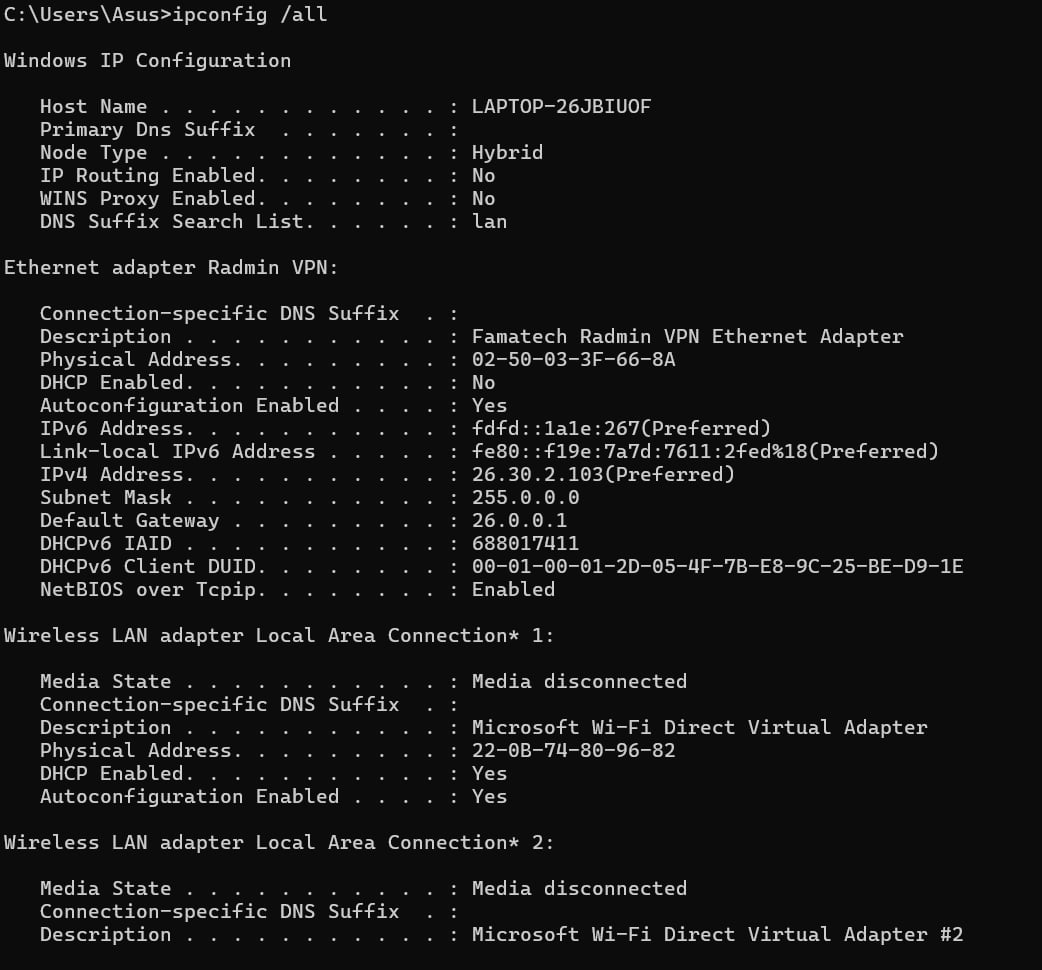 C:\Users\Asus>ipconfig /all
Windows IP Configuration
Host Name . . . . . . . . . . . . : LAPTOP-26JBIUOF
Primary Dns Suffix  . . . . . . . :
Node Type . . . . . . . . . . . . : Hybrid
IP Routing Enabled. . . . . . . . : No
WINS Proxy Enabled. . . . . . . . : No
DNS Suffix Search List. . . . . . : lan
Ethernet adapter Radmin VPN:
Connection-specific DNS Suffix  . :
Description . . . . . . . . . . . : Famatech Radmin VPN Ethernet Adapter
Physical Address. . . . . . . . . : 02-50-03-3F-66-8A
DHCP Enabled. . . . . . . . . . . : No
Autoconfiguration Enabled . . . . : Yes
IPv6 Address. . . . . . . . . . . : fdfd::1a1e:267(Preferred)
Link-local IPv6 Address . . . . . : fe80::f19e:7a7d:7611:2fed%18(Preferred)
IPv4 Address. . . . . . . . . . . : 26.30.2.103(Preferred)
Subnet Mask . . . . . . . . . . . : 255.0.0.0
Default Gateway . . . . . . . . . : 26.0.0.1
DHCPv6 IAID . . . . . . . . . . . : 688017411
DHCPv6 Client DUID. . . . . . . . : 00-01-00-01-2D-05-4F-7B-E8-9C-25-BE-D9-1E
NetBIOS over Tcpip. . . . . . . . : Enabled
Wireless LAN adapter Local Area Connection* 1:
Media State . . . . . . . . . . . : Media disconnected
Connection-specific DNS Suffix  . :
Description . . . . . . . . . . . : Microsoft Wi-Fi Direct Virtual Adapter
Physical Address. . . . . . . . . : 22-0B-74-80-96-82
DHCP Enabled. . . . . . . . . . . : Yes
Autoconfiguration Enabled . . . . : Yes
Wireless LAN adapter Local Area Connection* 2:
Media State . . . . . . . . . . . : Media disconnected
Connection-specific DNS Suffix  . :
Description . . . . . . . . . . . : Microsoft Wi-Fi Direct Virtual Adapter #2